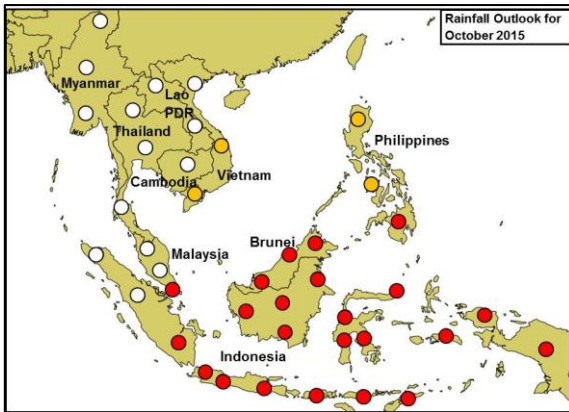 Rainfall Outlook for
October 2015
Myanmar
Lao
PDR
Thailand
Philippines
Cambodia
Vietnam
Malaysia
Brunei
Indonesia